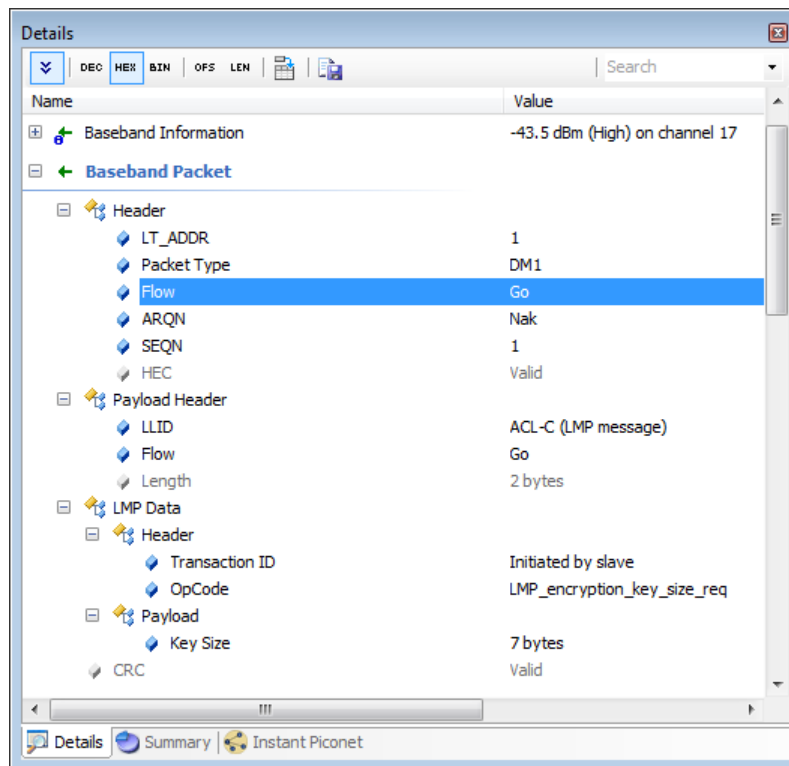 Details
DEC HEX BIN OFS LEN Search
Name Value
Baseband Information -43.5 dBm (High) on channel 17
Baseband Packet
Header
LT_ADDR 1
Packet Type DM1
Flow Go
ARQN Nak
SEQN 1
HEC Valid
Payload Header
LLID ACL-C (LMP message)
Flow Go
Length 2 bytes
LMP Data
Header
Transaction ID Initiated by slave
OpCode LMP_encryption_key_size_req
Payload
Key Size 7 bytes
CRC Valid
Details Summary Instant Piconet